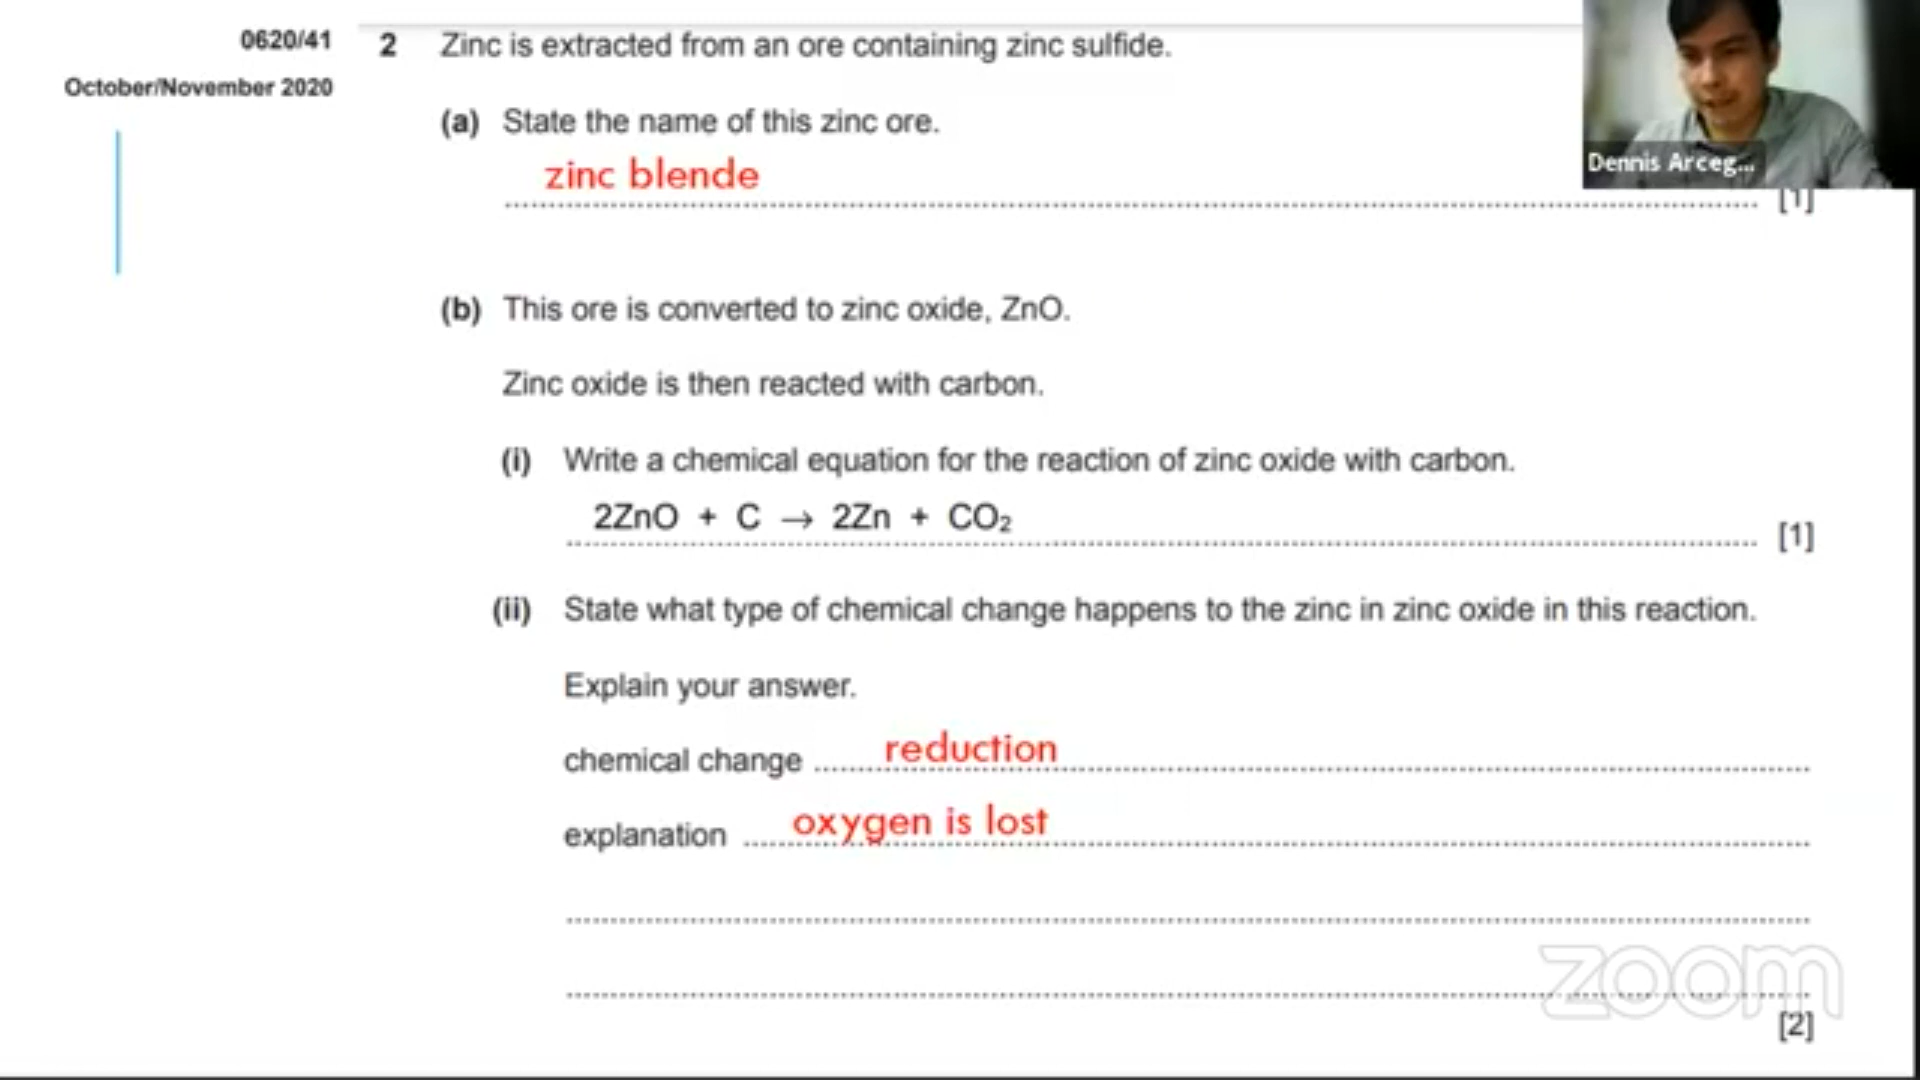 0620/41
October/November 2020
2 Zinc is extracted from an ore containing zinc sulfide.
(a) State the name of this zinc ore.
zinc blende
[1]
Dennis Arceg...
(b) This ore is converted to zinc oxide, ZnO.
Zinc oxide is then reacted with carbon.
(i) Write a chemical equation for the reaction of zinc oxide with carbon.
2ZnO + C → 2Zn + CO₂
[1]
(ii) State what type of chemical change happens to the zinc in zinc oxide in this reaction.
Explain your answer.
chemical change reduction
explanation oxygen is lost
zoom
[2]